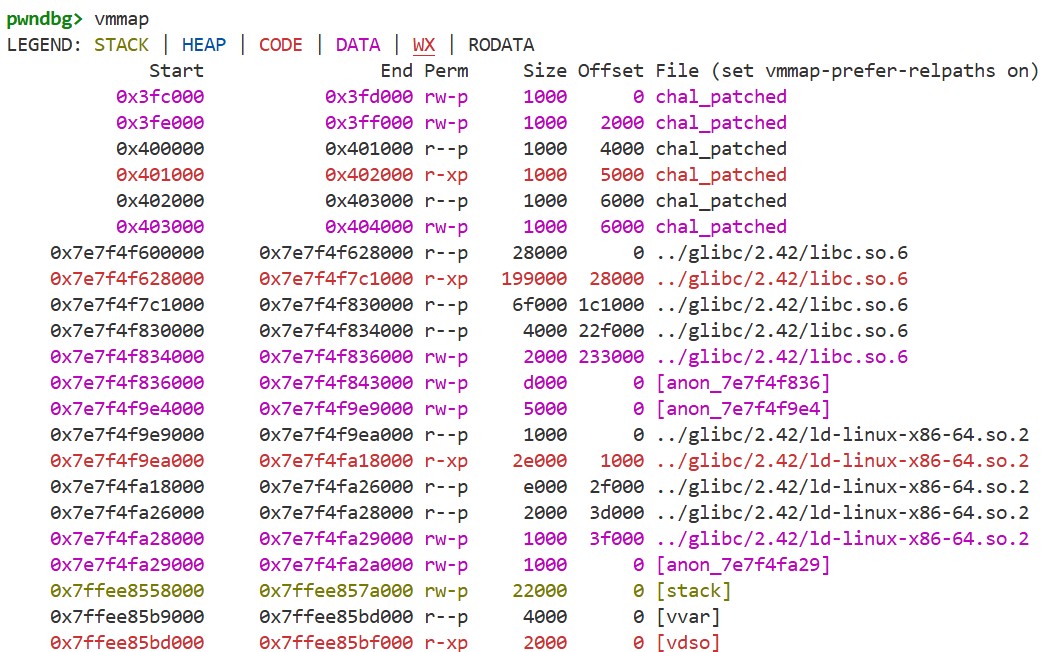 pwndbg> vmmap
LEGEND: STACK | HEAP | CODE | DATA | WX | RODATA
Start End Perm Size Offset File (set vmmap-prefer-relpaths on)
0x3fc000 0x3fd000 rw-p 1000 0 chal_patched
0x3fe000 0x3ff000 rw-p 1000 2000 chal_patched
0x400000 0x401000 r--p 1000 4000 chal_patched
0x401000 0x402000 r-xp 1000 5000 chal_patched
0x402000 0x403000 r--p 1000 6000 chal_patched
0x403000 0x404000 rw-p 1000 6000 chal_patched
0x7e7f4f600000 0x7e7f4f628000 r--p 28000 0 ../glibc/2.42/libc.so.6
0x7e7f4f628000 0x7e7f4f7c1000 r-xp 199000 28000 ../glibc/2.42/libc.so.6
0x7e7f4f7c1000 0x7e7f4f830000 r--p 6f000 1c1000 ../glibc/2.42/libc.so.6
0x7e7f4f830000 0x7e7f4f834000 r--p 4000 22f000 ../glibc/2.42/libc.so.6
0x7e7f4f834000 0x7e7f4f836000 rw-p 2000 233000 ../glibc/2.42/libc.so.6
0x7e7f4f836000 0x7e7f4f843000 rw-p d000 0 [anon_7e7f4f836]
0x7e7f4f9e4000 0x7e7f4f9e9000 rw-p 5000 0 [anon_7e7f4f9e4]
0x7e7f4f9e9000 0x7e7f4f9ea000 r--p 1000 0 ../glibc/2.42/ld-linux-x86-64.so.2
0x7e7f4f9ea000 0x7e7f4fa18000 r-xp 2e000 1000 ../glibc/2.42/ld-linux-x86-64.so.2
0x7e7f4fa18000 0x7e7f4fa26000 r--p e000 2f000 ../glibc/2.42/ld-linux-x86-64.so.2
0x7e7f4fa26000 0x7e7f4fa28000 r--p 2000 3d000 ../glibc/2.42/ld-linux-x86-64.so.2
0x7e7f4fa28000 0x7e7f4fa29000 rw-p 1000 3f000 ../glibc/2.42/ld-linux-x86-64.so.2
0x7e7f4fa29000 0x7e7f4fa2a000 rw-p 1000 0 [anon_7e7f4fa29]
0x7ffee8558000 0x7ffee857a000 rw-p 22000 0 [stack]
0x7ffee85b9000 0x7ffee85bd000 r--p 4000 0 [vvar]
0x7ffee85bd000 0x7ffee85bf000 r-xp 2000 0 [vdso]